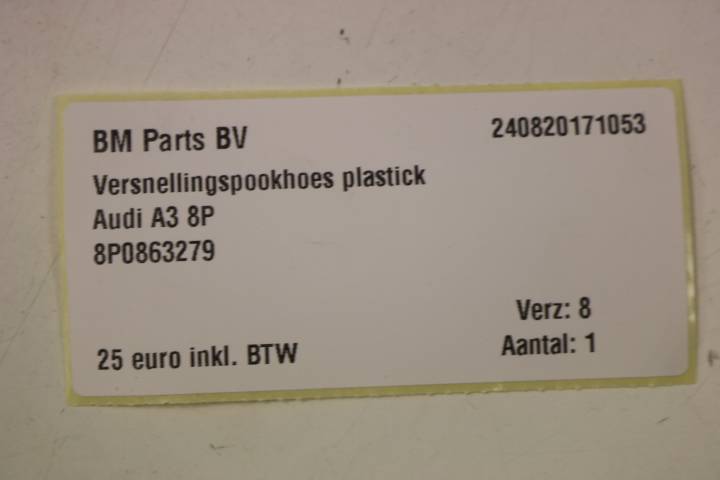 BM Parts BV
240820171053
Versnellingspookhoes plastick
Audi A3 8P
8P0863279
Verz: 8
25 euro inkl. BTW
Aantal: 1